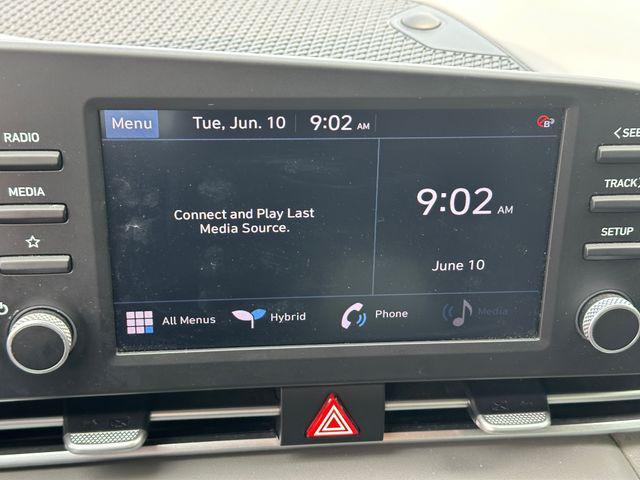 Menu Tue, Jun. 10 9:02 AM
RADIO
MEDIA
Connect and Play Last
Media Source.
9:02 AM
June 10
All Menus Hybrid Phone Media
TRACK
SETUP